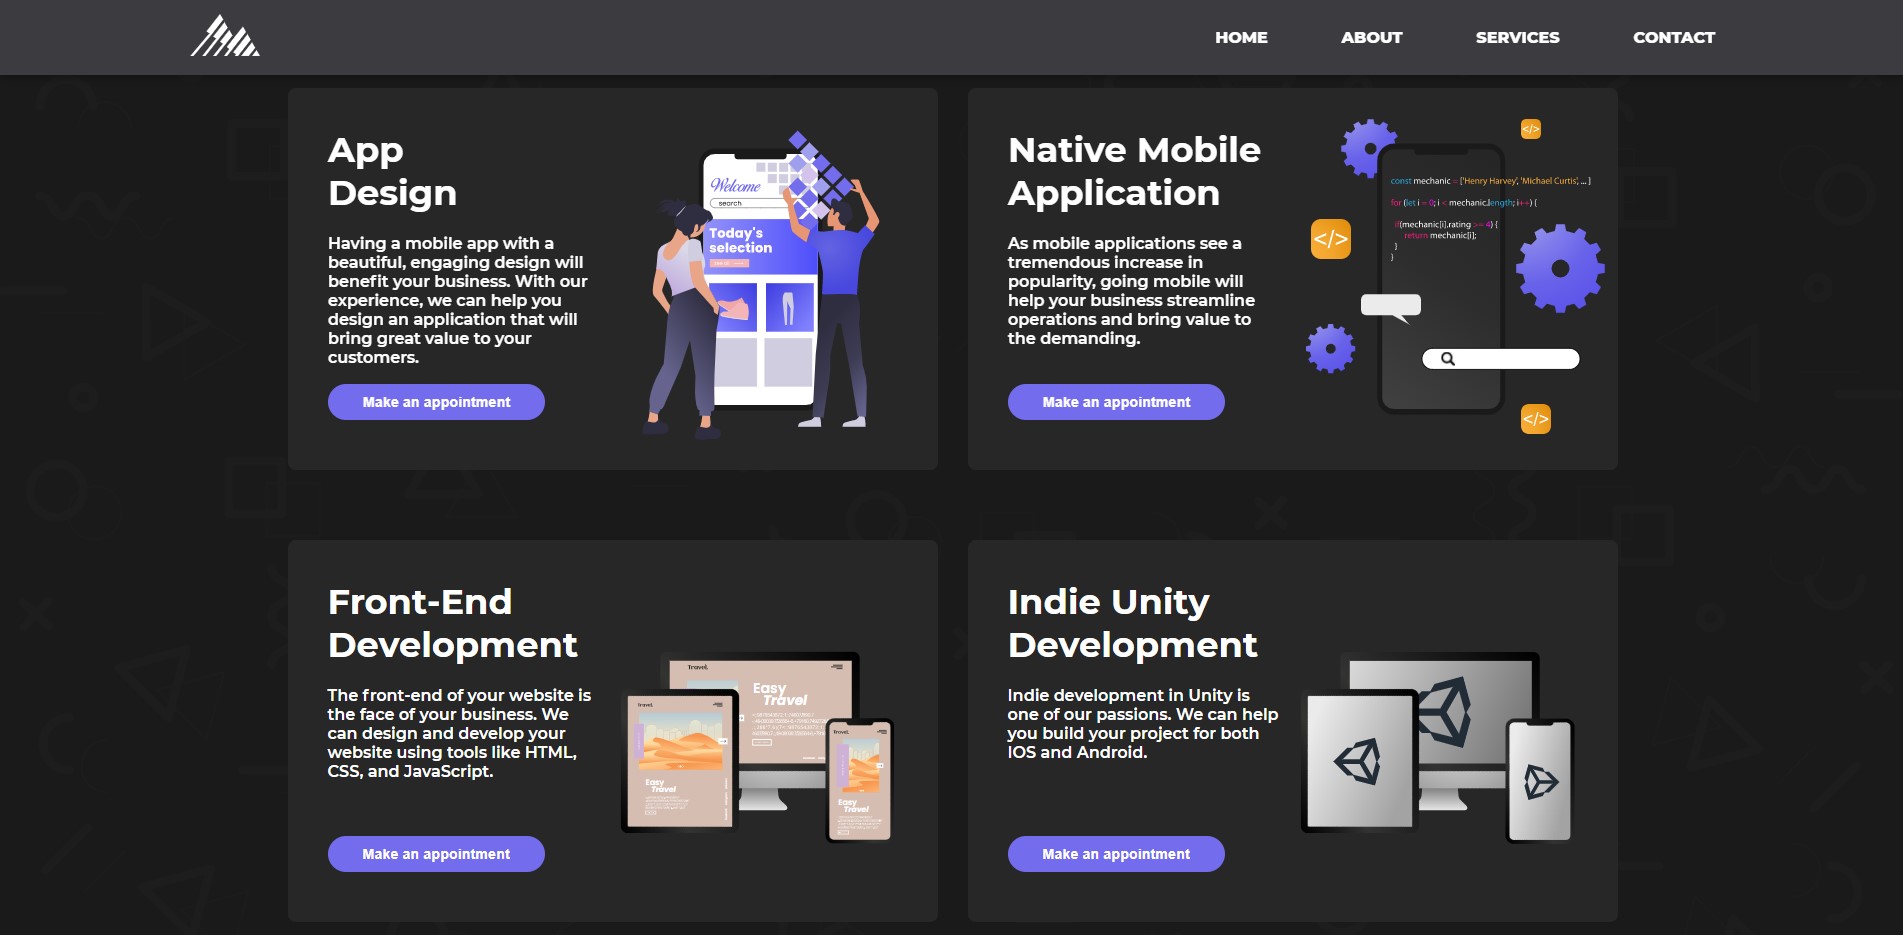 HOME ABOUT SERVICES CONTACT
App
Design
Having a mobile app with a
beautiful, engaging design will
benefit your business. With our
experience, we can help you
design an application that will
bring great value to your
customers.
Make an appointment
Welcome
search
Today's
selection
Native Mobile
Application
As mobile applications see a
tremendous increase in
popularity, going mobile will
help your business streamline
operations and bring value to
the demanding.
Make an appointment
</>
const mechanic = ['Henry Harvey', 'Michael Curtis', ... ]
for (let i = 0; i < mechanic.length; i++) {
if(mechanic[i].rating >= 4) {
return mechanic[i];
}
}
</>
</>
Front-End
Development
The front-end of your website is
the face of your business. We
can design and develop your
website using tools like HTML,
CSS, and JavaScript.
Make an appointment
Travel.
Easy
Travel
Travel.
Easy
Travel
Travel.
Easy
Travel
Indie Unity
Development
Indie development in Unity is
one of our passions. We can help
you build your project for both
IOS and Android.
Make an appointment